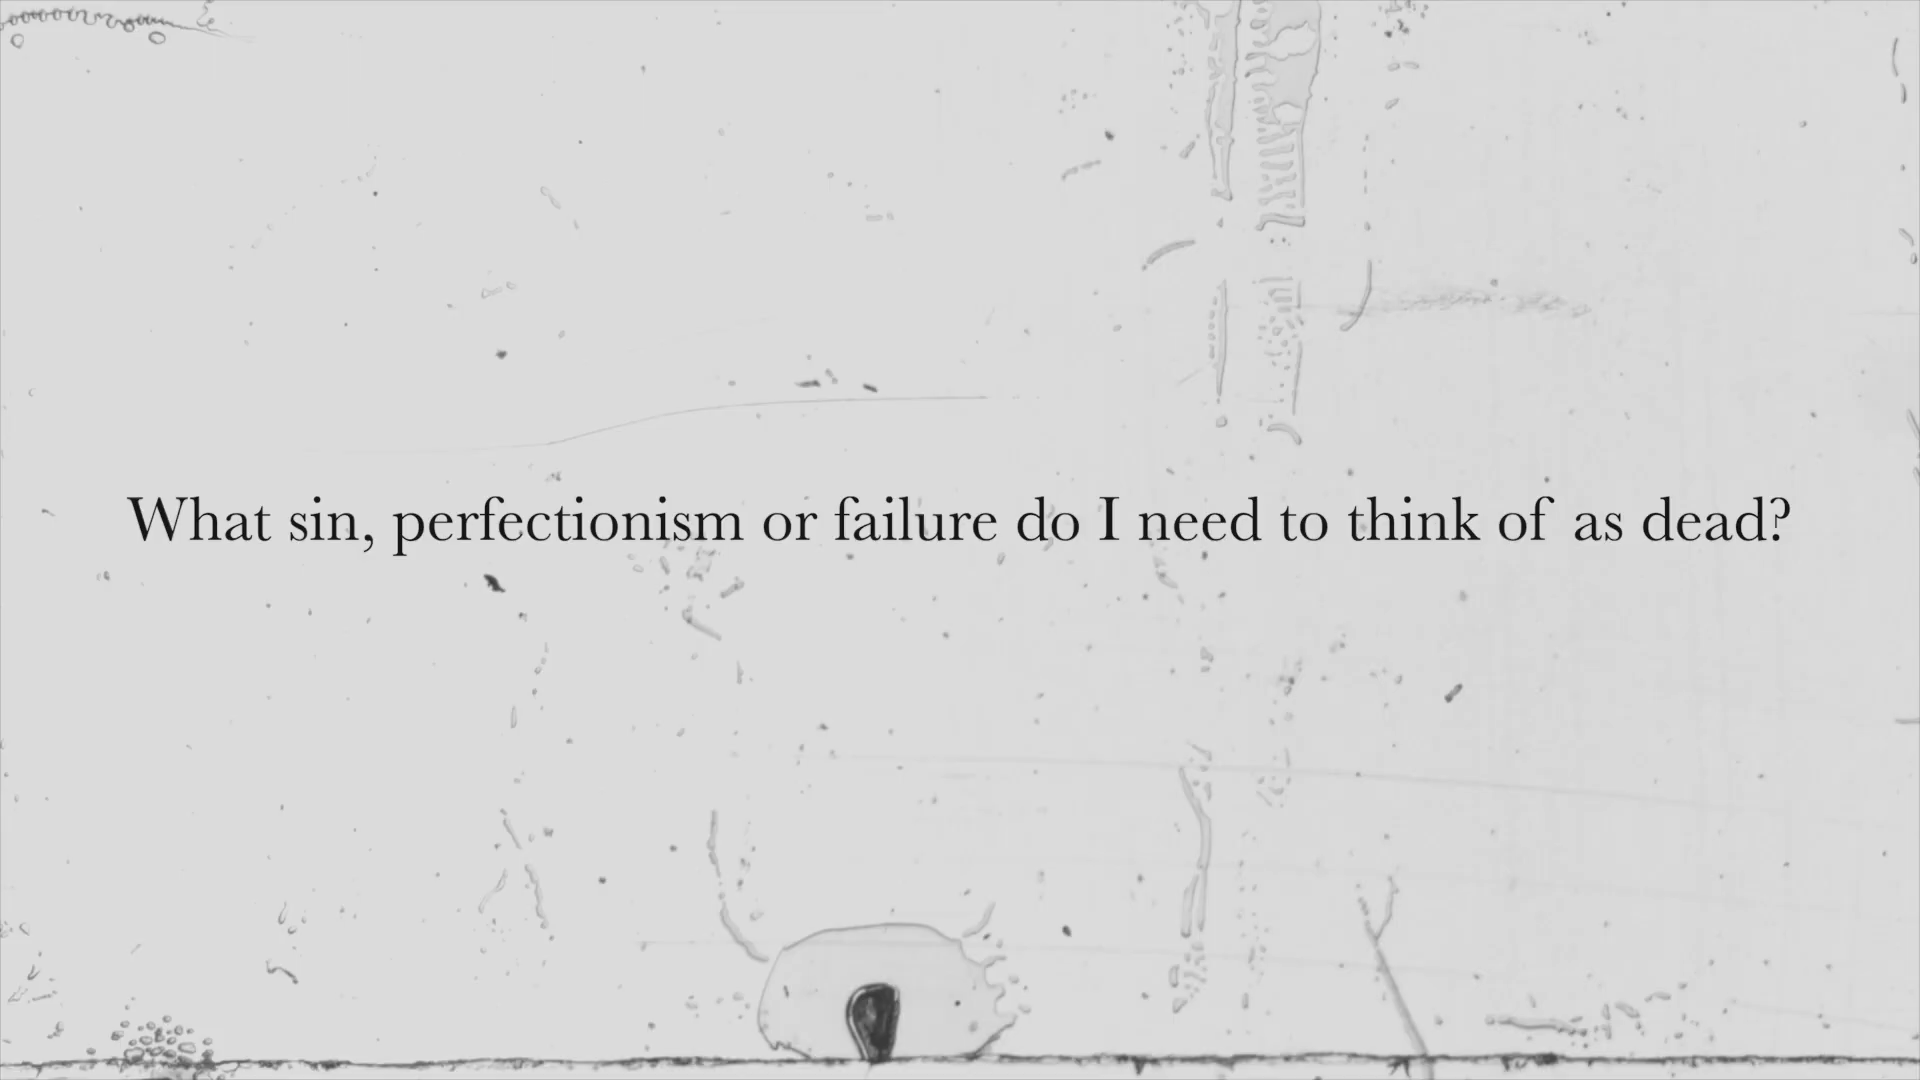 What sin, perfectionism or failure do I need to think of as dead?